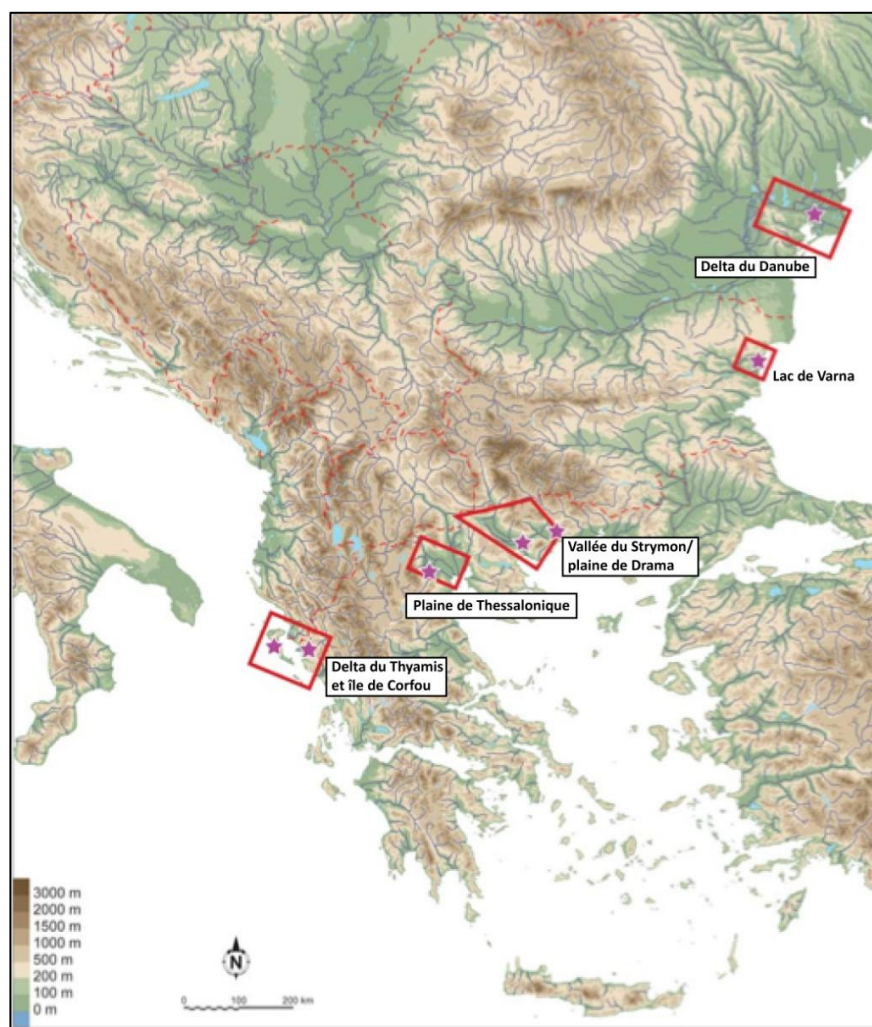 Delta du Danube
Lac de Varna
Vallée du Strymon/
plaine de Drama
Plaine de Thessalonique
Delta du Thyamis
et île de Corfou
3000 m
2000 m
1500 m
1000 m
500 m
200 m
100 m
0 m
N
0 100 200 km